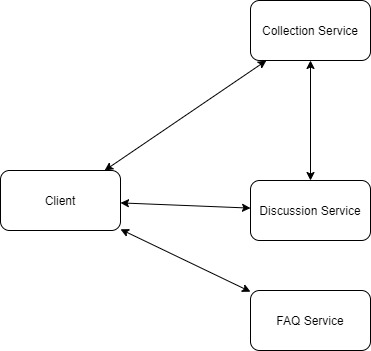 Collection Service
Client
Discussion Service
FAQ Service